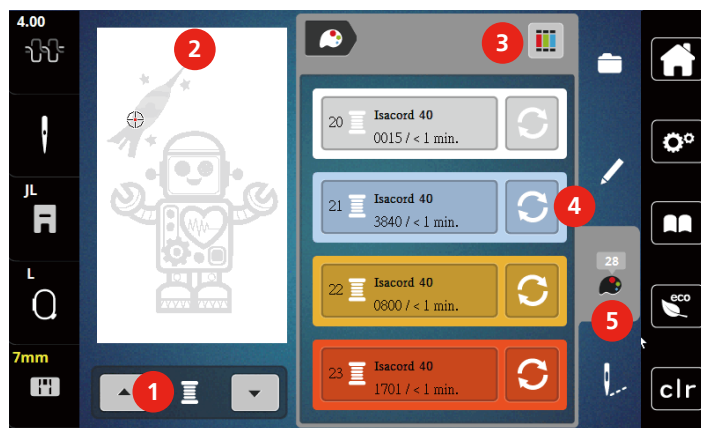 4.00
2
3
20
Isacord 40
0015 / < 1 min.
JL
21
Isacord 40
3840 / < 1 min.
4
28
L
22
Isacord 40
0800 / < 1 min.
eco
5
7mm
1
23
Isacord 40
1701 / < 1 min.
clr